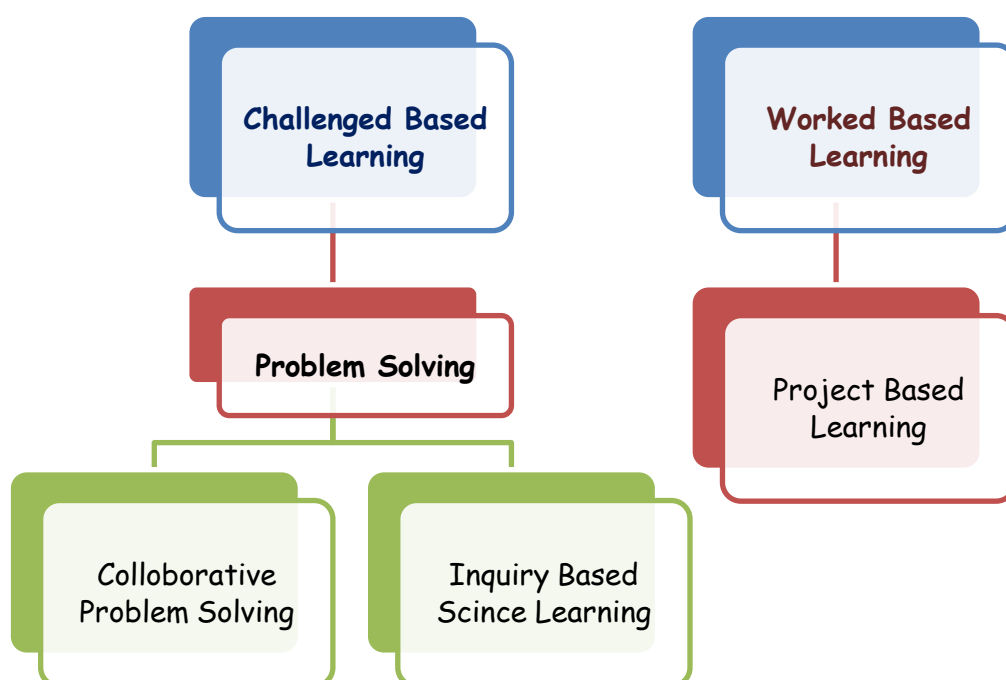 Challenged Based
Learning
Worked Based
Learning
Problem Solving
Project Based
Learning
Colloborative
Problem Solving
Inquiry Based
Scince Learning